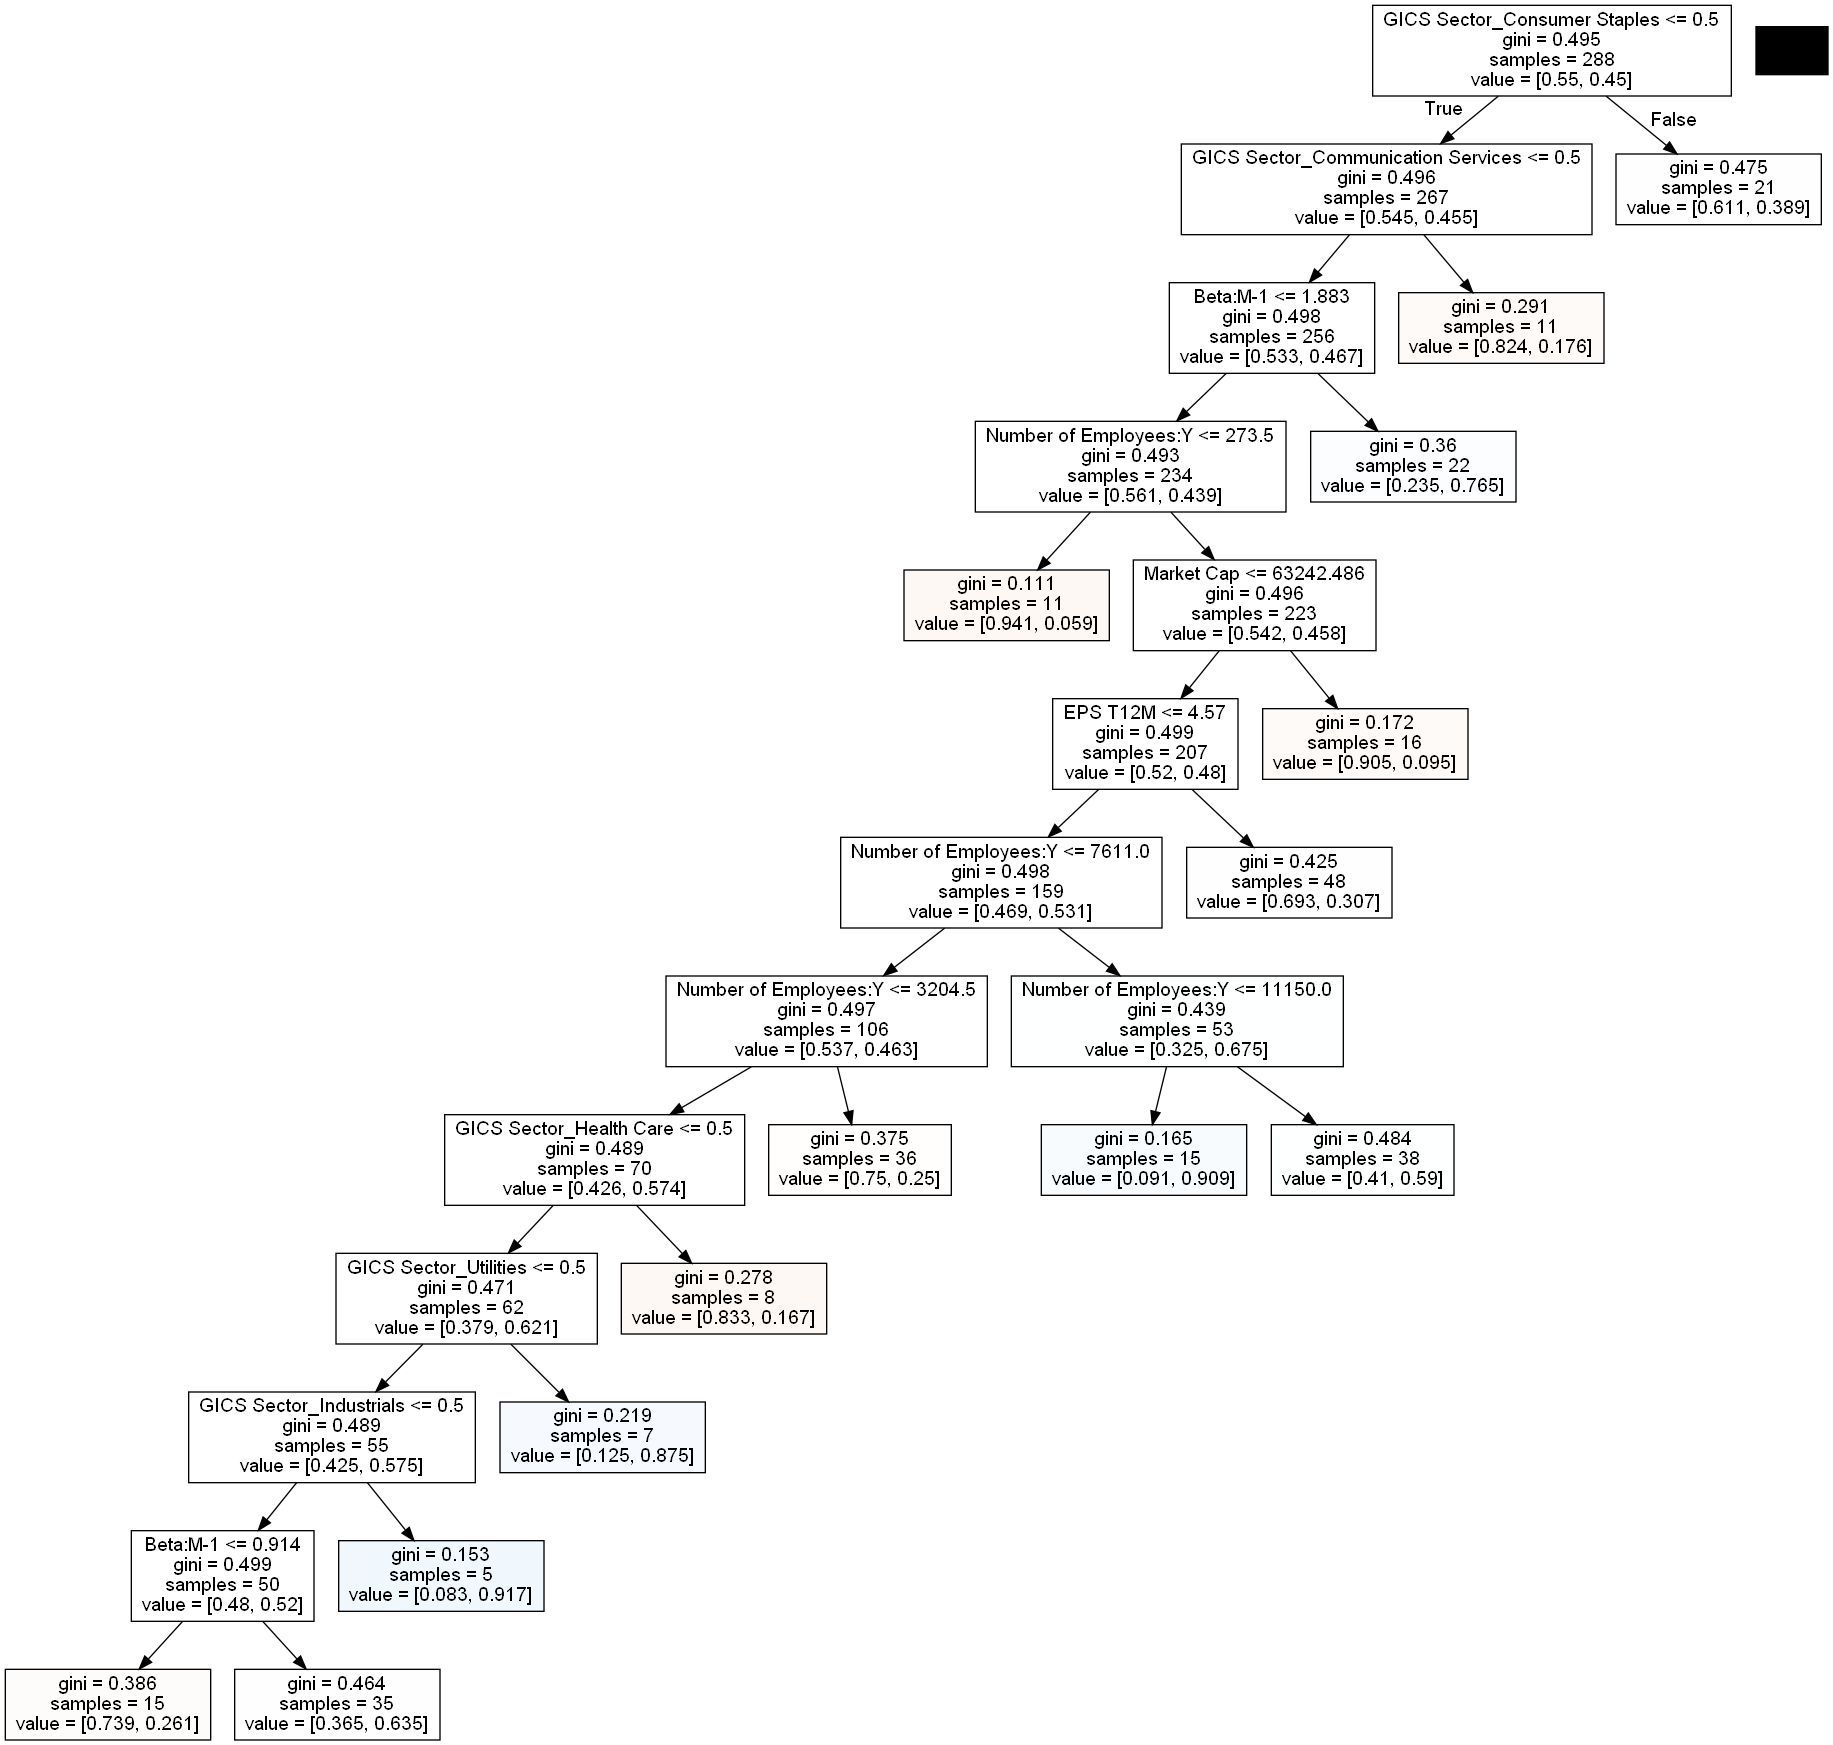 GICS Sector_Consumer Staples <= 0.5
gini = 0.495
samples = 288
value = [0.55, 0.45]
True
False
GICS Sector_Communication Services <= 0.5
gini = 0.496
samples = 267
value = [0.545, 0.455]
gini = 0.475
samples = 21
value = [0.611, 0.389]
Beta:M-1 <= 1.883
gini = 0.498
samples = 256
value = [0.533, 0.467]
gini = 0.291
samples = 11
value = [0.824, 0.176]
Number of Employees:Y <= 273.5
gini = 0.493
samples = 234
value = [0.561, 0.439]
gini = 0.36
samples = 22
value = [0.235, 0.765]
gini = 0.111
samples = 11
value = [0.941, 0.059]
Market Cap <= 63242.486
gini = 0.496
samples = 223
value = [0.542, 0.458]
EPS T12M <= 4.57
gini = 0.499
samples = 207
value = [0.52, 0.48]
gini = 0.172
samples = 16
value = [0.905, 0.095]
Number of Employees:Y <= 7611.0
gini = 0.498
samples = 159
value = [0.469, 0.531]
gini = 0.425
samples = 48
value = [0.693, 0.307]
Number of Employees:Y <= 3204.5
gini = 0.497
samples = 106
value = [0.537, 0.463]
Number of Employees:Y <= 11150.0
gini = 0.439
samples = 53
value = [0.325, 0.675]
GICS Sector_Health Care <= 0.5
gini = 0.489
samples = 70
value = [0.426, 0.574]
gini = 0.375
samples = 36
value = [0.75, 0.25]
gini = 0.165
samples = 15
value = [0.091, 0.909]
gini = 0.484
samples = 38
value = [0.41, 0.59]
GICS Sector_Utilities <= 0.5
gini = 0.471
samples = 62
value = [0.379, 0.621]
gini = 0.278
samples = 8
value = [0.833, 0.167]
GICS Sector_Industrials <= 0.5
gini = 0.489
samples = 55
value = [0.425, 0.575]
gini = 0.219
samples = 7
value = [0.125, 0.875]
Beta:M-1 <= 0.914
gini = 0.499
samples = 50
value = [0.48, 0.52]
gini = 0.153
samples = 5
value = [0.083, 0.917]
gini = 0.386
samples = 15
value = [0.739, 0.261]
gini = 0.464
samples = 35
value = [0.365, 0.635]